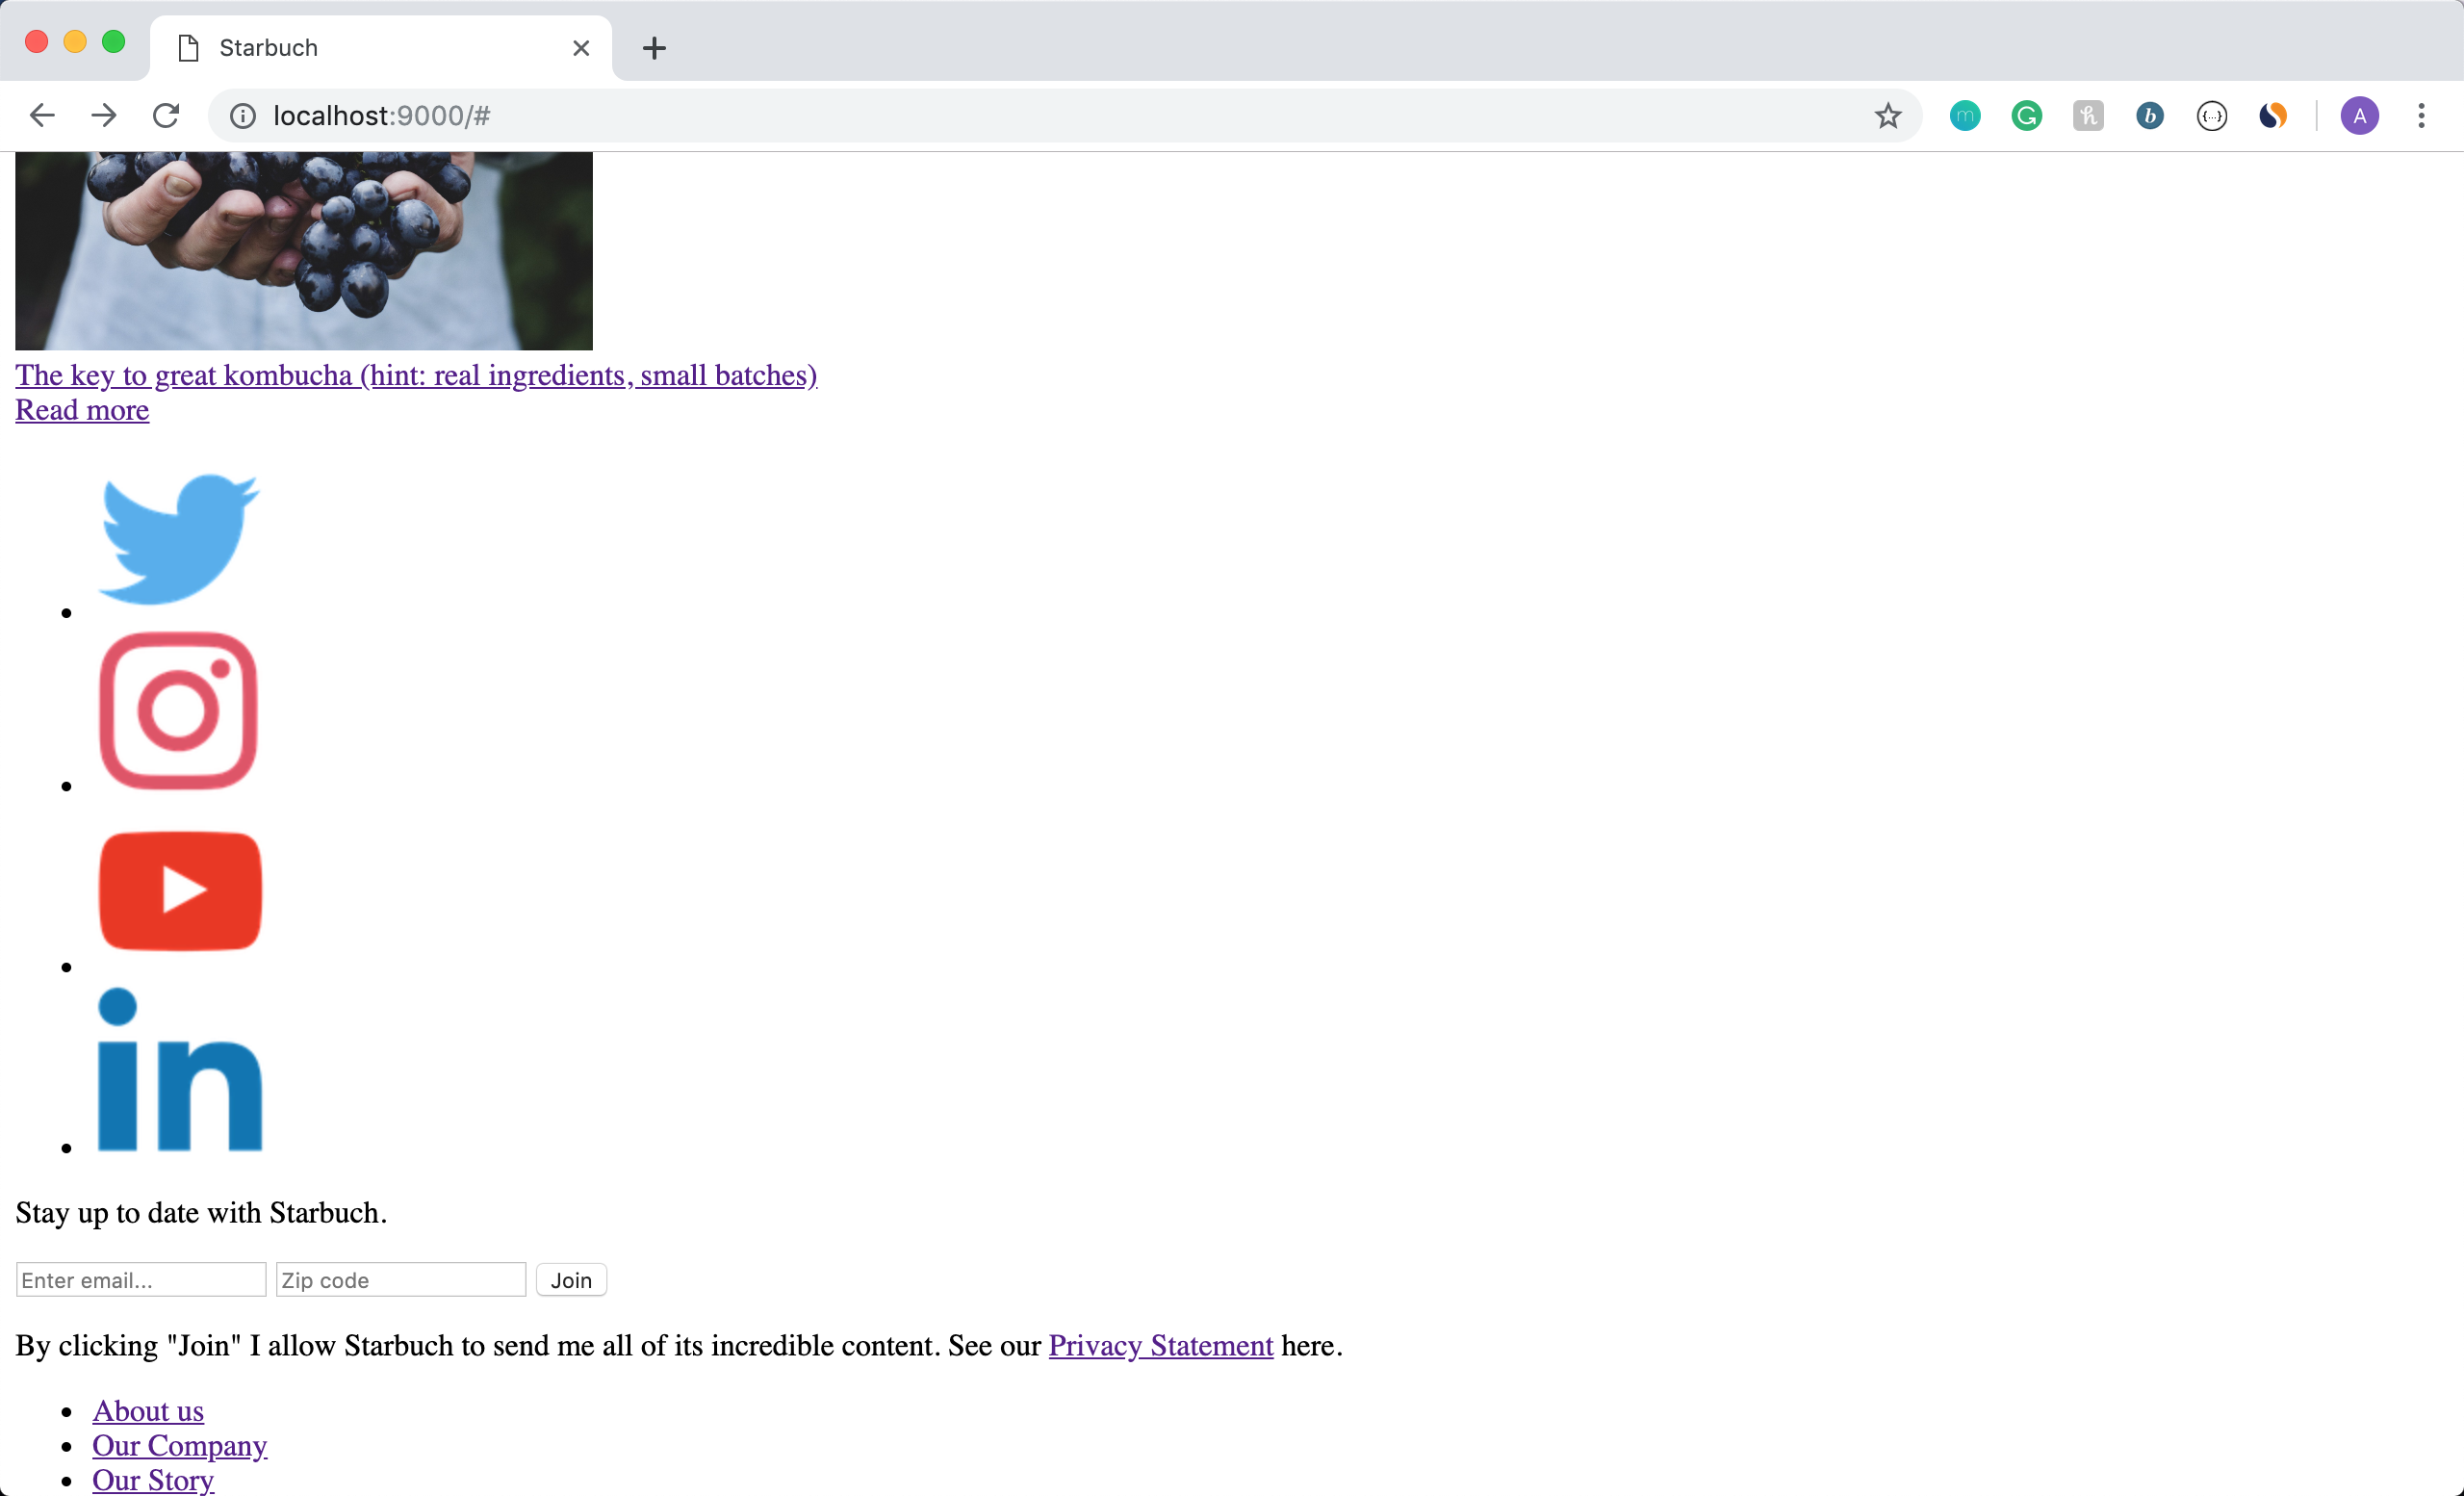 Starbuch
localhost:9000/#
A
The key to great kombucha (hint: real ingredients, small batches)
Read more
in
Stay up to date with Starbuch.
Enter email... Zip code Join
By clicking "Join" I allow Starbuch to send me all of its incredible content. See our Privacy Statement here.
About us
Our Company
Our Story